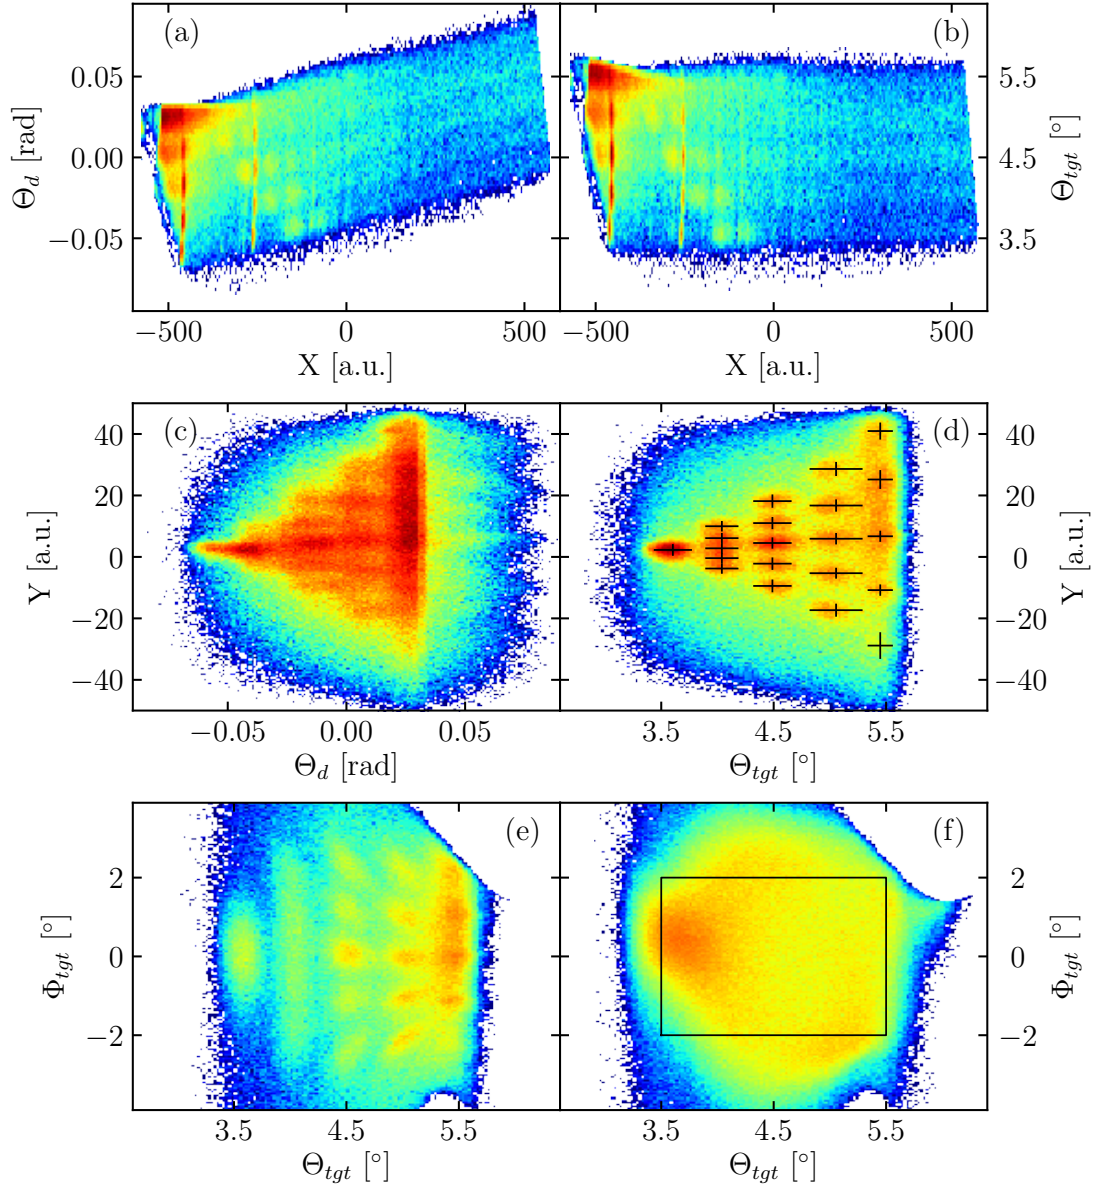 (a)
(b)
0.05
0.00
−0.05
Θd [rad]
5.5
4.5
3.5
Θtgt [°]
−500
0
500
−500
0
500
X [a.u.]
X [a.u.]
(c)
(d)
40
20
0
−20
−40
Y [a.u.]
40
20
0
−20
−40
Y [a.u.]
-0.05
0.00
0.05
3.5
4.5
5.5
Θd [rad]
Θtgt [°]
(e)
(f)
2
0
−2
Φtgt [°]
2
0
−2
Φtgt [°]
3.5
4.5
5.5
3.5
4.5
5.5
Θtgt [°]
Θtgt [°]